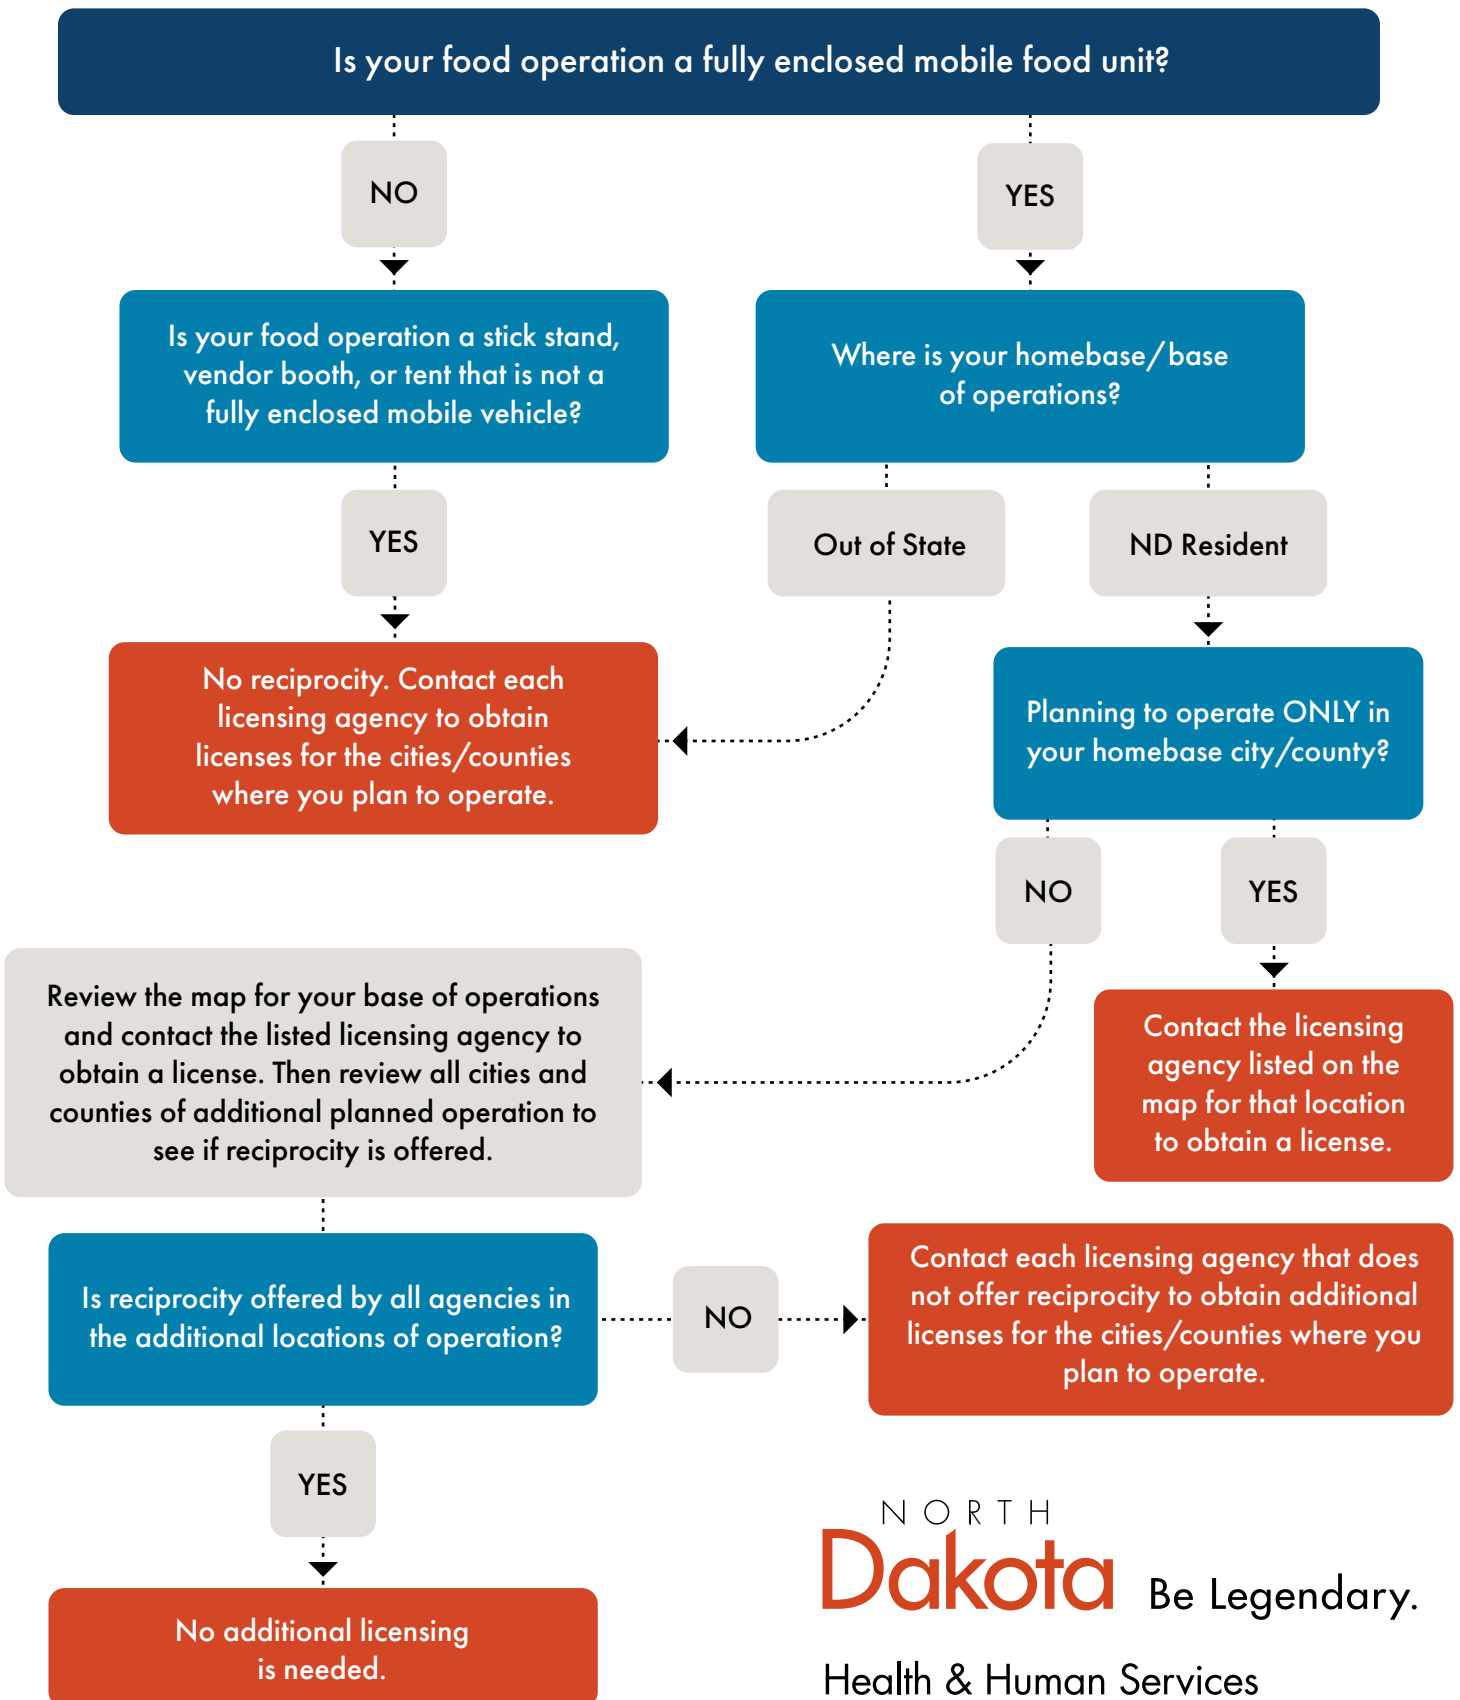 Is your food operation a fully enclosed mobile food unit?
NO
YES
Is your food operation a stick stand,
vendor booth, or tent that is not a
fully enclosed mobile vehicle?
Where is your homebase/base
of operations?
YES
Out of State
ND Resident
No reciprocity. Contact each
licensing agency to obtain
licenses for the cities/counties
where you plan to operate.
Planning to operate ONLY in
your homebase city/county?
NO
YES
Review the map for your base of operations
and contact the listed licensing agency to
obtain a license. Then review all cities and
counties of additional planned operation to
see if reciprocity is offered.
Contact the licensing
agency listed on the
map for that location
to obtain a license.
Is reciprocity offered by all agencies in
the additional locations of operation?
NO
Contact each licensing agency that does
not offer reciprocity to obtain additional
licenses for the cities/counties where you
plan to operate.
YES
No additional licensing
is needed.
NORTH
Dakota Be Legendary.
Health & Human Services